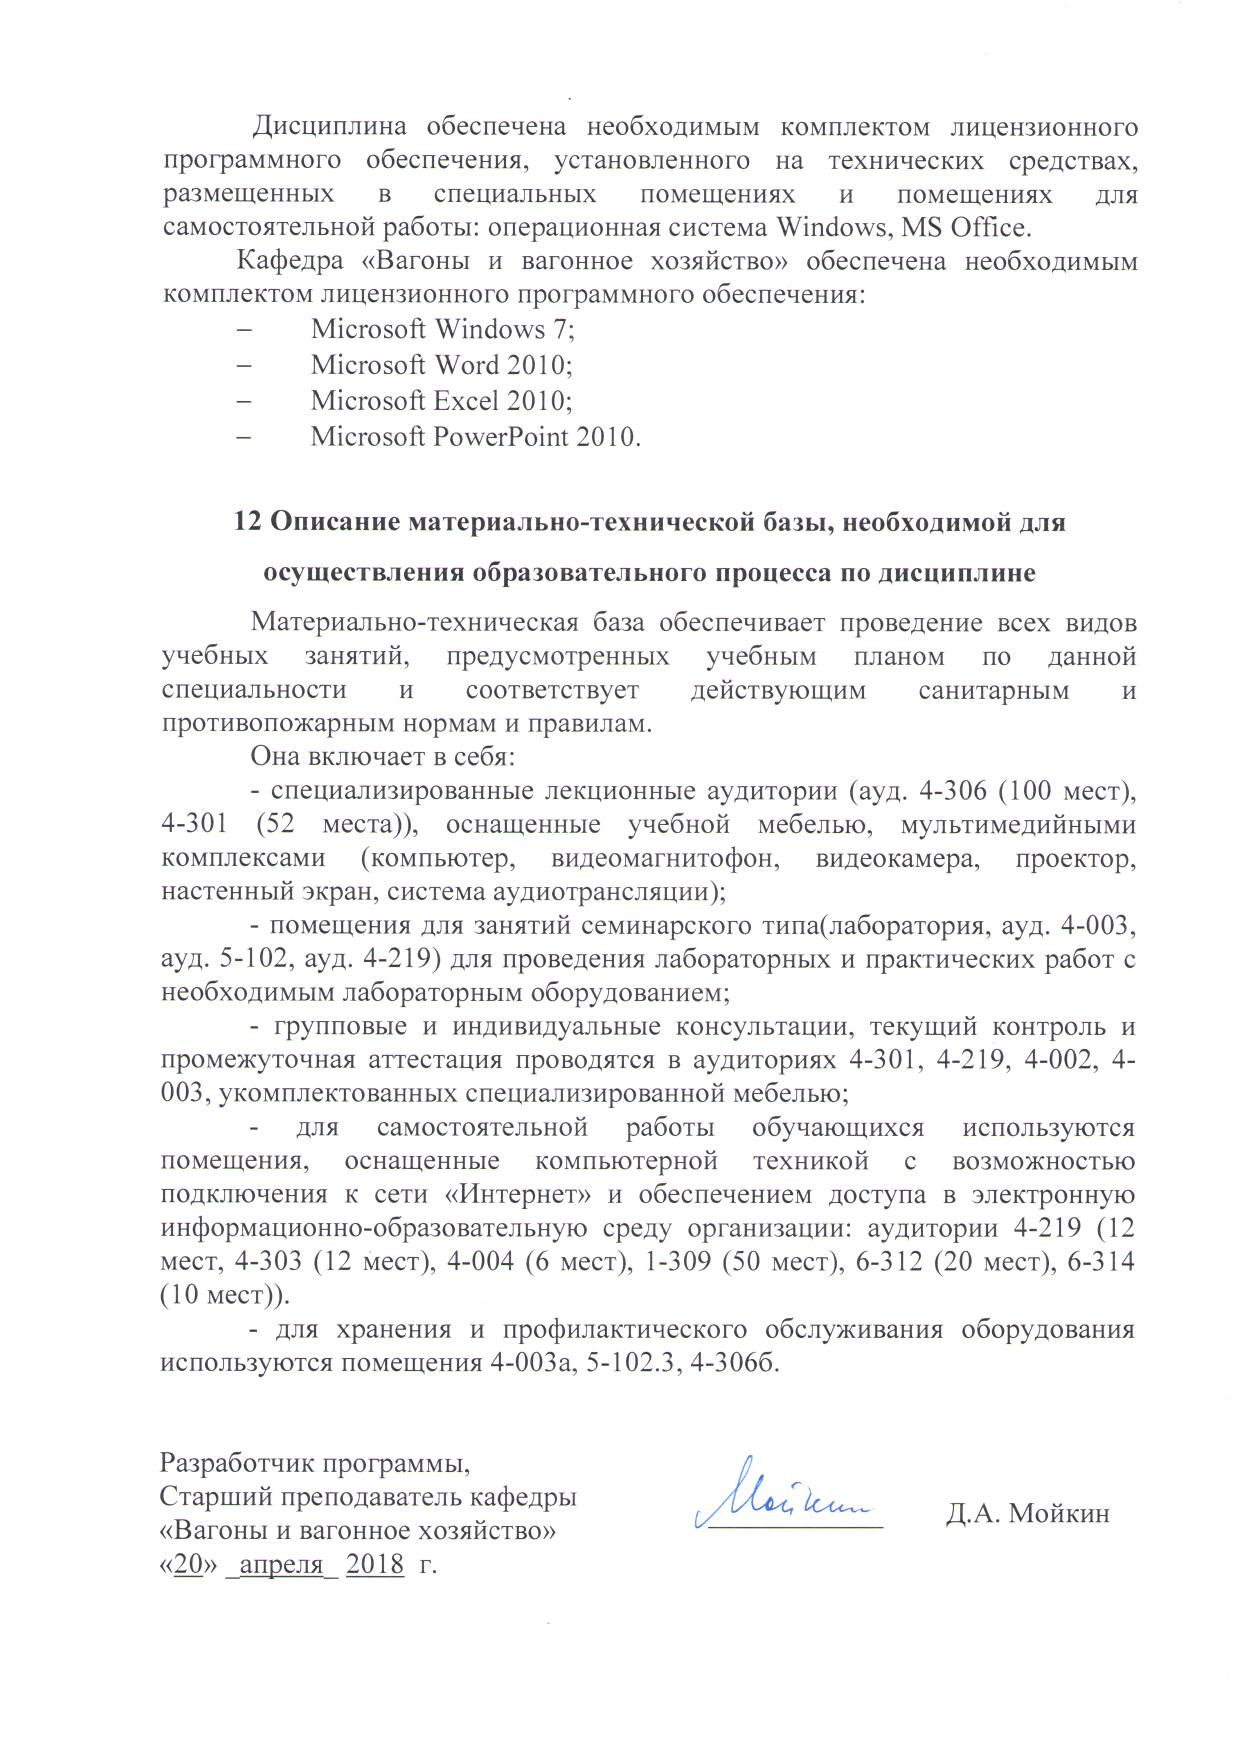 Дисциплина обеспечена необходимым комплектом лицензионного
программного обеспечения, установленного на технических средствах,
размещенных в специальных помещениях и помещениях для
самостоятельной работы: операционная система Windows, MS Office.
Кафедра «Вагоны и вагонное хозяйство» обеспечена необходимым
комплектом лицензионного программного обеспечения:
– Microsoft Windows 7;
– Microsoft Word 2010;
– Microsoft Excel 2010;
– Microsoft PowerPoint 2010.
12 Описание материально-технической базы, необходимой для
осуществления образовательного процесса по дисциплине
Материально-техническая база обеспечивает проведение всех видов
учебных занятий, предусмотренных учебным планом по данной
специальности и соответствует действующим санитарным и
противопожарным нормам и правилам.
Она включает в себя:
- специализированные лекционные аудитории (ауд. 4-306 (100 мест),
4-301 (52 места)), оснащенные учебной мебелью, мультимедийными
комплексами (компьютер, видеомагнитофон, видеокамера, проектор,
настенный экран, система аудиотрансляции);
- помещения для занятий семинарского типа(лаборатория, ауд. 4-003,
ауд. 5-102, ауд. 4-219) для проведения лабораторных и практических работ с
необходимым лабораторным оборудованием;
- групповые и индивидуальные консультации, текущий контроль и
промежуточная аттестация проводятся в аудиториях 4-301, 4-219, 4-002, 4-
003, укомплектованных специализированной мебелью;
- для самостоятельной работы обучающихся используются
помещения, оснащенные компьютерной техникой с возможностью
подключения к сети «Интернет» и обеспечением доступа в электронную
информационно-образовательную среду организации: аудитории 4-219 (12
мест, 4-303 (12 мест), 4-004 (6 мест), 1-309 (50 мест), 6-312 (20 мест), 6-314
(10 мест)).
- для хранения и профилактического обслуживания оборудования
используются помещения 4-003а, 5-102.3, 4-306б.
Разработчик программы,
Старший преподаватель кафедры
«Вагоны и вагонное хозяйство»
Мойкин Д.А. Мойкин
«20» _апреля_ 2018 г.